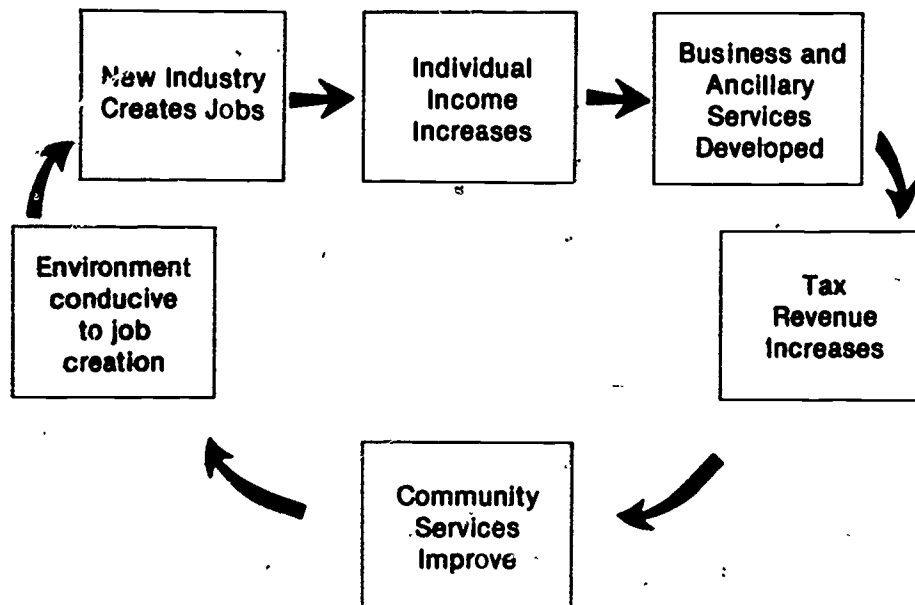 New Industry
Creates Jobs
Individual
Income
Increases
Business and
Ancillary
Services
Developed
Tax
Revenue
Increases
Community
Services
Improve
Environment
conducive
to job
creation